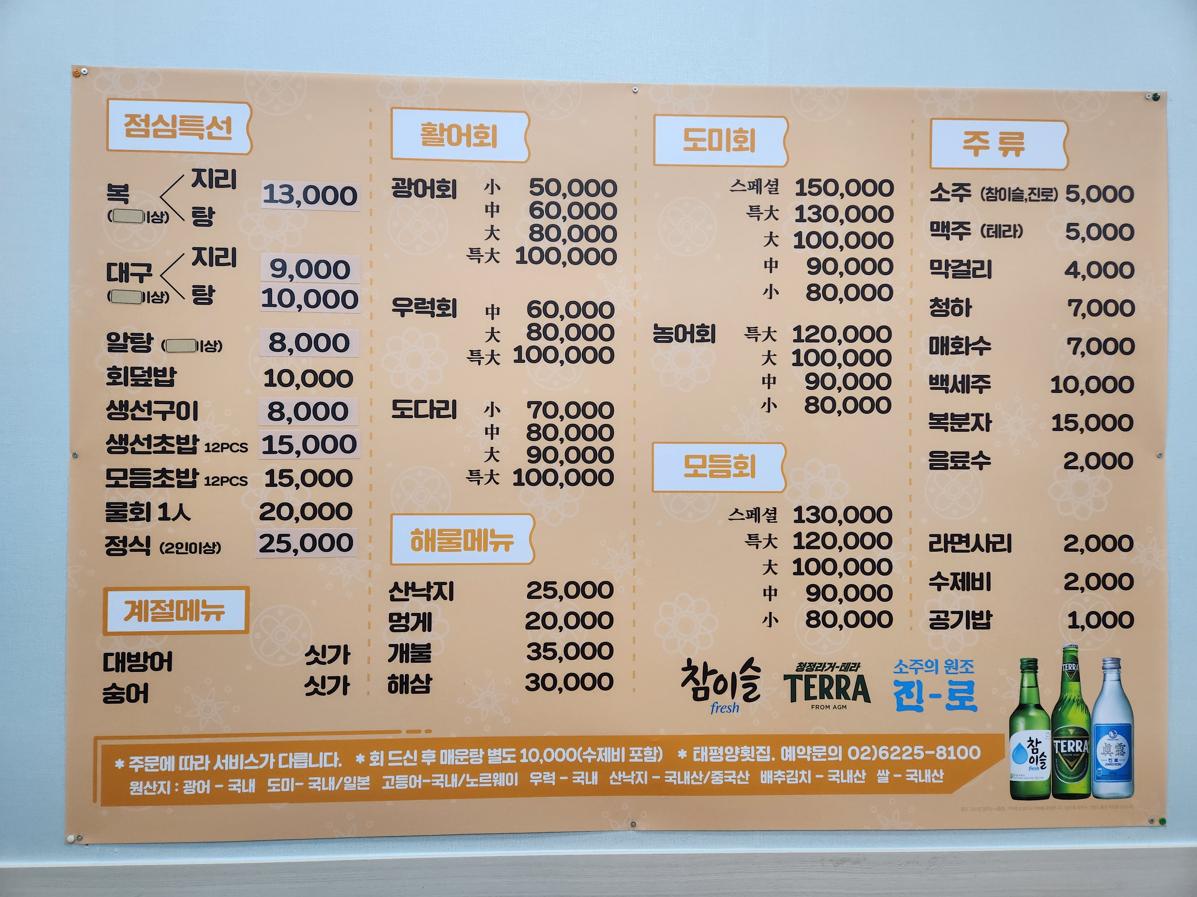 점심특선
복 지리 13,000
(이상) 탕
대구 지리 9,000
(이상) 탕 10,000
알탕 (이상) 8,000
회덮밥 10,000
생선구이 8,000
생선초밥 12PCS 15,000
모듬초밥 12PCS 15,000
물회 1人 20,000
정식 (2인이상) 25,000
계절메뉴
대방어 싯가
숭어 싯가
활어회
광어회 小 50,000
中 60,000
大 80,000
특大 100,000
우럭회 中 60,000
大 80,000
특大 100,000
도다리 小 70,000
中 80,000
大 90,000
특大 100,000
해물메뉴
산낙지 25,000
멍게 20,000
개불 35,000
해삼 30,000
도미회
스페셜 150,000
특大 130,000
大 100,000
中 90,000
小 80,000
농어회 특大 120,000
大 100,000
中 90,000
小 80,000
모듬회
스페셜 130,000
특大 120,000
大 100,000
中 90,000
小 80,000
주 류
소주 (참이슬,진로) 5,000
맥주 (테라) 5,000
막걸리 4,000
청하 7,000
매화수 7,000
백세주 10,000
복분자 15,000
음료수 2,000
라면사리 2,000
수제비 2,000
공기밥 1,000
참이슬
fresh
청정라거-테라
TERRA
FROM AGM
소주의 원조
진-로
참이슬
fresh
TERRA
TERRA
眞露
진로
* 주문에 따라 서비스가 다릅니다. * 회 드신 후 매운탕 별도 10,000(수제비 포함) * 태평양횟집. 예약문의 02)6225-8100
원산지 : 광어 - 국내 도미- 국내/일본 고등어-국내/노르웨이 우럭 - 국내 산낙지 - 국내산/중국산 배추김치 - 국내산 쌀 - 국내산